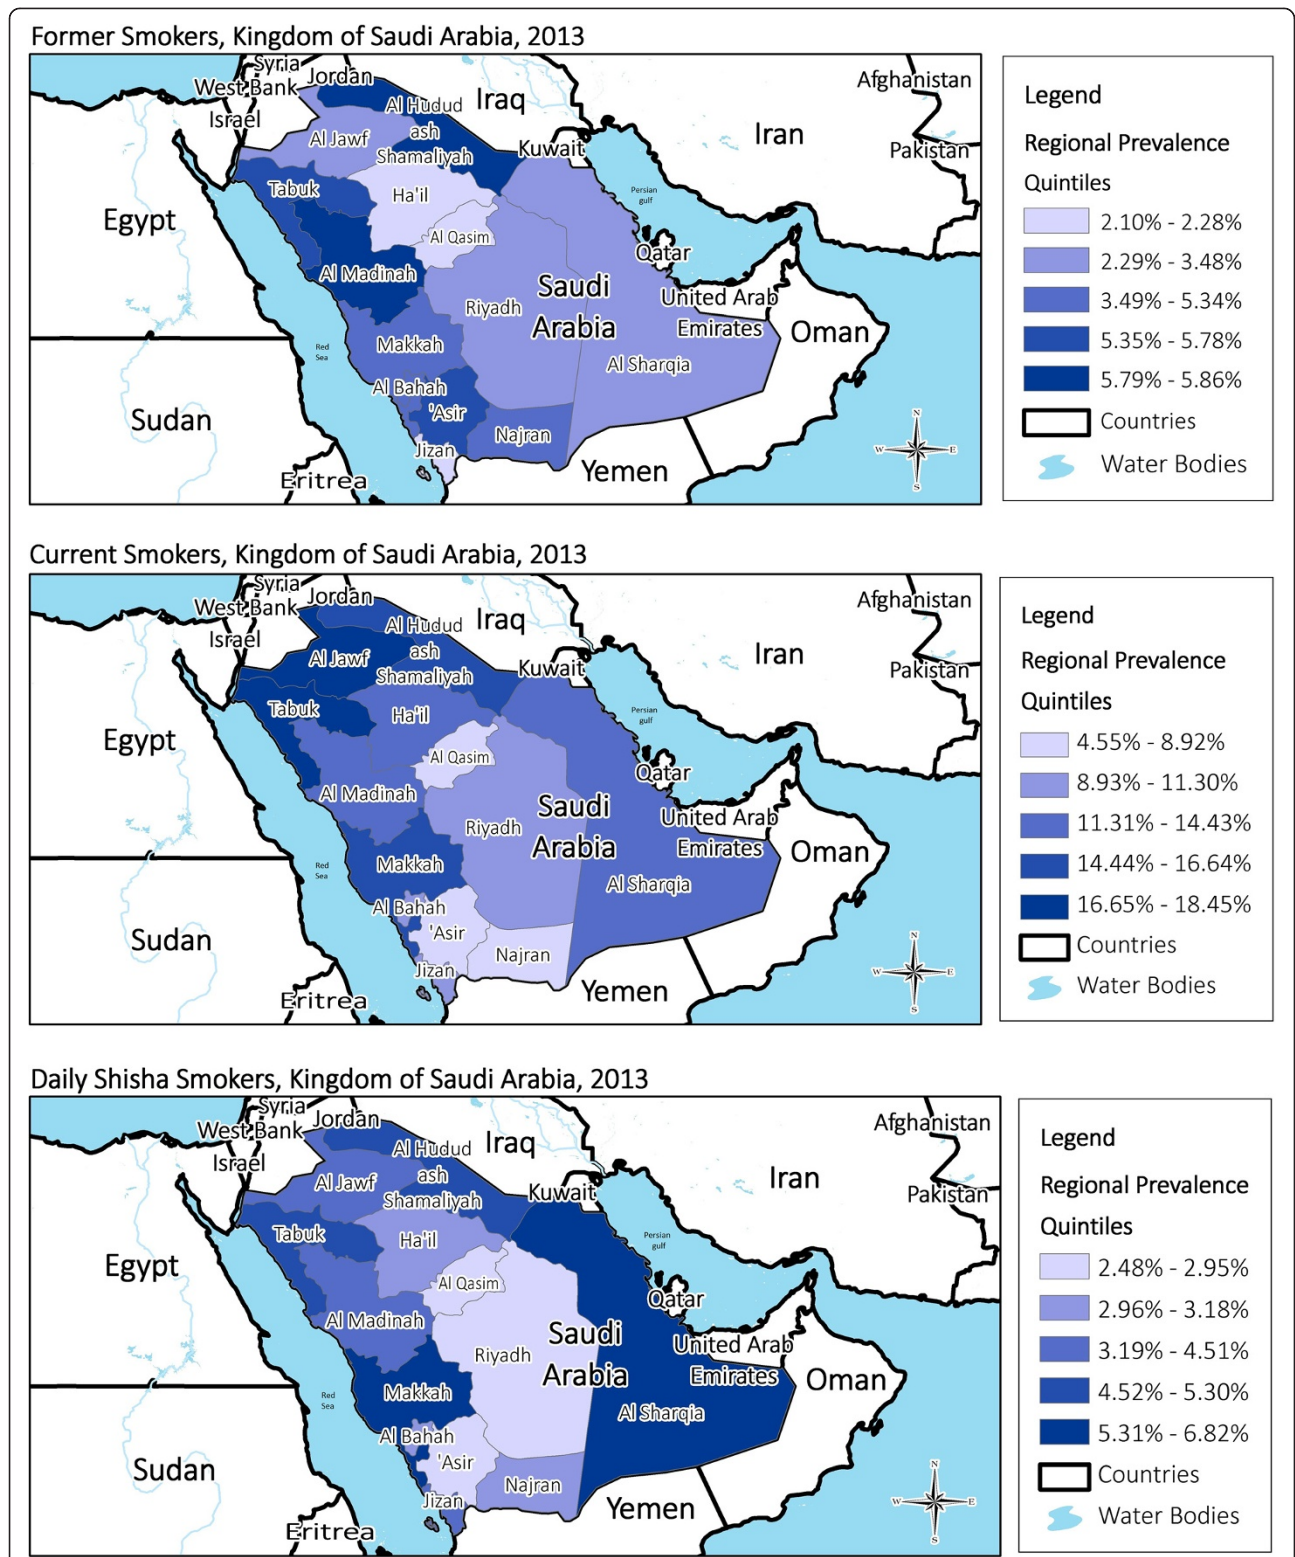 Former Smokers, Kingdom of Saudi Arabia, 2013
Syria
West Bank
Jordan
Israel
Iraq
Al Hudud
ash
Shamaliyah
Al Jawf
Kuwait
Iran
Afghanistan
Pakistan
Tabuk
Ha'il
Persian
gulf
Egypt
Al Qasim
Al Madinah
Qatar
Riyadh
Saudi
Arabia
United Arab
Emirates
Oman
Red
Sea
Makkah
Al Sharqia
Al Bahah
'Asir
Sudan
Najran
Jizan
Yemen
Eritrea
N
W
E
S
Legend
Regional Prevalence
Quintiles
2.10% - 2.28%
2.29% - 3.48%
3.49% - 5.34%
5.35% - 5.78%
5.79% - 5.86%
Countries
Water Bodies
Current Smokers, Kingdom of Saudi Arabia, 2013
Syria
West Bank
Jordan
Israel
Iraq
Al Hudud
ash
Shamaliyah
Al Jawf
Kuwait
Iran
Afghanistan
Pakistan
Tabuk
Ha'il
Persian
gulf
Egypt
Al Qasim
Al Madinah
Qatar
Riyadh
Saudi
Arabia
United Arab
Emirates
Oman
Red
Sea
Makkah
Al Sharqia
Al Bahah
'Asir
Sudan
Najran
Jizan
Yemen
Eritrea
N
W
E
S
Legend
Regional Prevalence
Quintiles
4.55% - 8.92%
8.93% - 11.30%
11.31% - 14.43%
14.44% - 16.64%
16.65% - 18.45%
Countries
Water Bodies
Daily Shisha Smokers, Kingdom of Saudi Arabia, 2013
Syria
West Bank
Jordan
Israel
Iraq
Al Hudud
ash
Shamaliyah
Al Jawf
Kuwait
Iran
Afghanistan
Pakistan
Tabuk
Ha'il
Persian
gulf
Egypt
Al Qasim
Al Madinah
Qatar
Riyadh
Saudi
Arabia
United Arab
Emirates
Oman
Red
Sea
Makkah
Al Sharqia
Al Bahah
'Asir
Sudan
Najran
Jizan
Yemen
Eritrea
N
W
E
S
Legend
Regional Prevalence
Quintiles
2.48% - 2.95%
2.96% - 3.18%
3.19% - 4.51%
4.52% - 5.30%
5.31% - 6.82%
Countries
Water Bodies